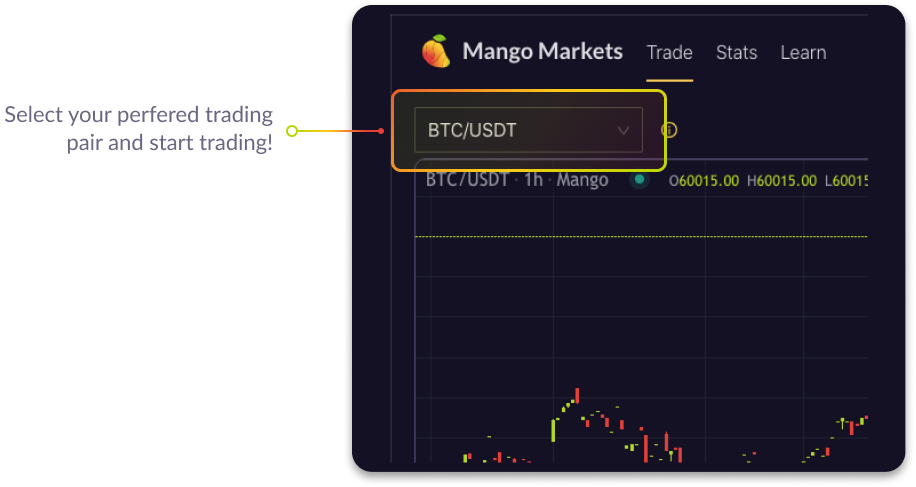 Mango Markets Trade Stats Learn
Select your perfered trading
pair and start trading!
BTC/USDT
BTC/USDT · 1h · Mango O60015.00 H60015.00 L60015